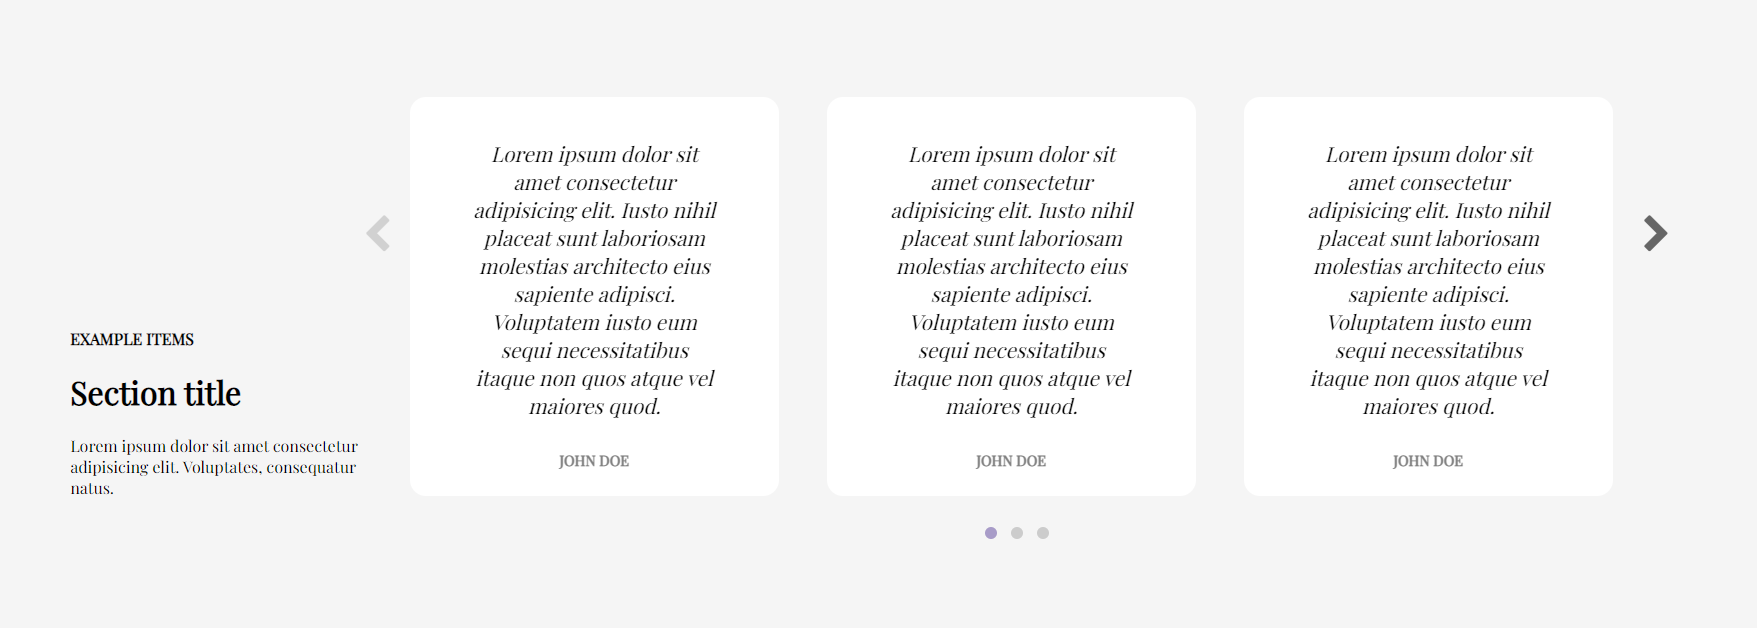 EXAMPLE ITEMS
Section title
Lorem ipsum dolor sit amet consectetur
adipisicing elit. Voluptates, consequatur
natus.
Lorem ipsum dolor sit
amet consectetur
adipisicing elit. Iusto nihil
placeat sunt laboriosam
molestias architecto eius
sapiente adipisci.
Voluptatem iusto eum
sequi necessitatibus
itaque non quos atque vel
maiores quod.
JOHN DOE
Lorem ipsum dolor sit
amet consectetur
adipisicing elit. Iusto nihil
placeat sunt laboriosam
molestias architecto eius
sapiente adipisci.
Voluptatem iusto eum
sequi necessitatibus
itaque non quos atque vel
maiores quod.
JOHN DOE
Lorem ipsum dolor sit
amet consectetur
adipisicing elit. Iusto nihil
placeat sunt laboriosam
molestias architecto eius
sapiente adipisci.
Voluptatem iusto eum
sequi necessitatibus
itaque non quos atque vel
maiores quod.
JOHN DOE